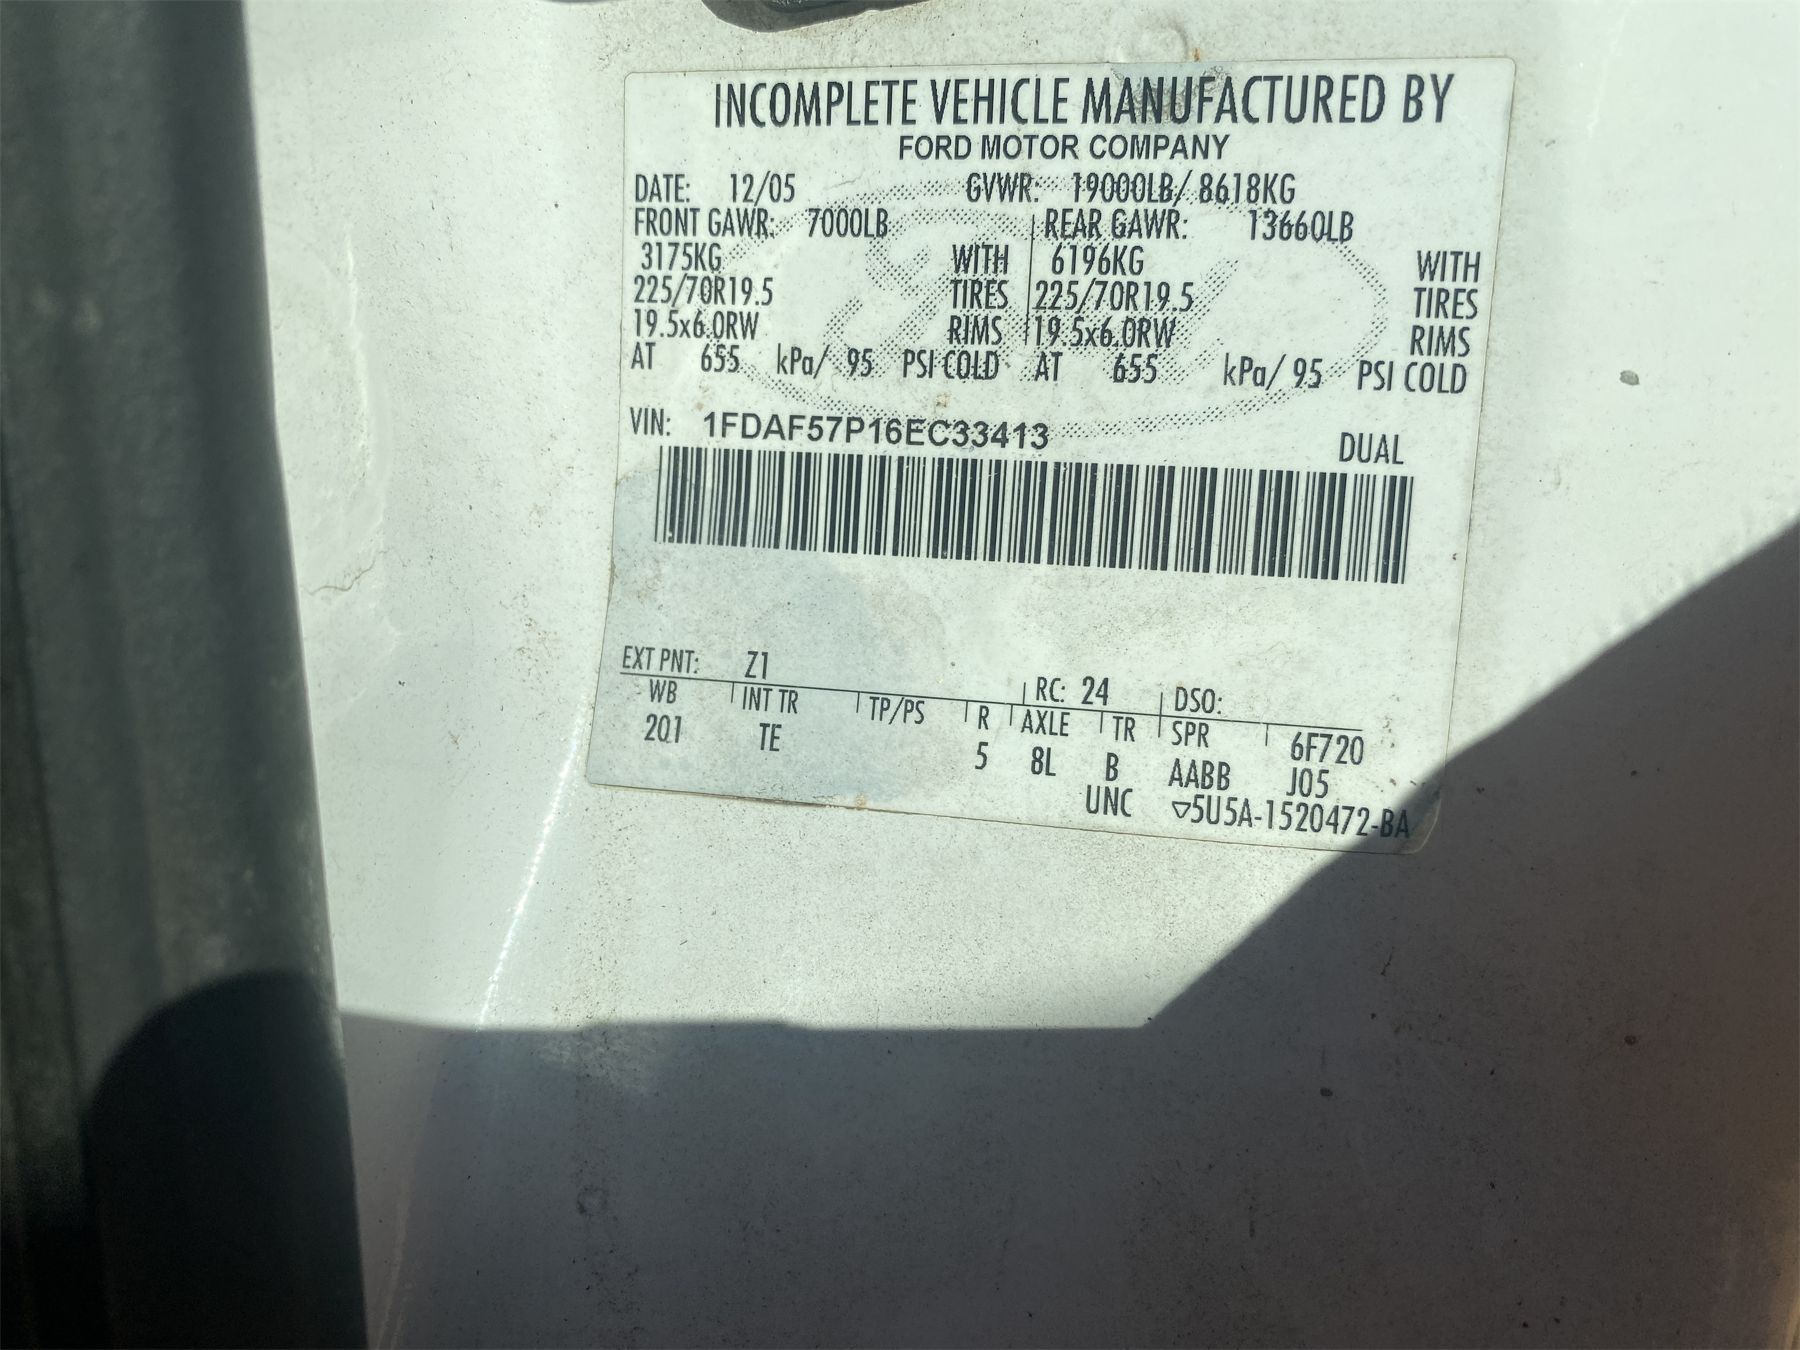 INCOMPLETE VEHICLE MANUFACTURED BY
FORD MOTOR COMPANY
DATE: 12/05 GVWR: 19000LB/ 8618KG
FRONT GAWR: 7000LB REAR GAWR: 13660LB
3175KG WITH 6196KG WITH
225/70R19.5 TIRES 225/70R19.5 TIRES
19.5x6.0RW RIMS 19.5x6.0RW RIMS
AT 655 kPa/ 95 PSI COLD AT 655 kPa/ 95 PSI COLD
VIN: 1FDAF57P16EC33413
DUAL
EXT PNT: Z1 RC: 24 DSO:
WB INT TR TP/PS R AXLE TR SPR 6F720
201 TE 5 8L B AABB J05
UNC ▽5U5A-1520472-BA